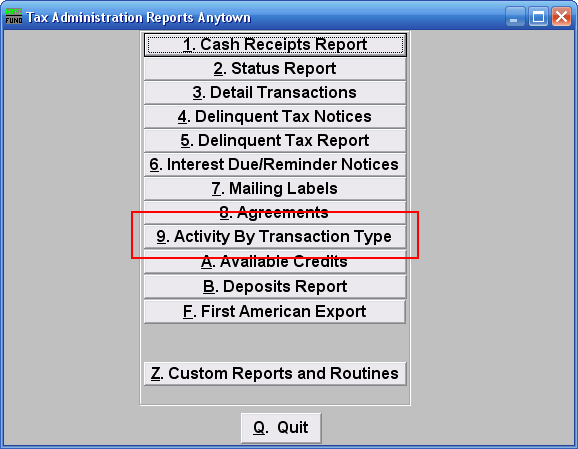 FUND
Tax Administration Reports Anytown
1. Cash Receipts Report
2. Status Report
3. Detail Transactions
4. Delinquent Tax Notices
5. Delinquent Tax Report
6. Interest Due/Reminder Notices
7. Mailing Labels
8. Agreements
9. Activity By Transaction Type
A. Available Credits
B. Deposits Report
F. First American Export
Z. Custom Reports and Routines
Q. Quit